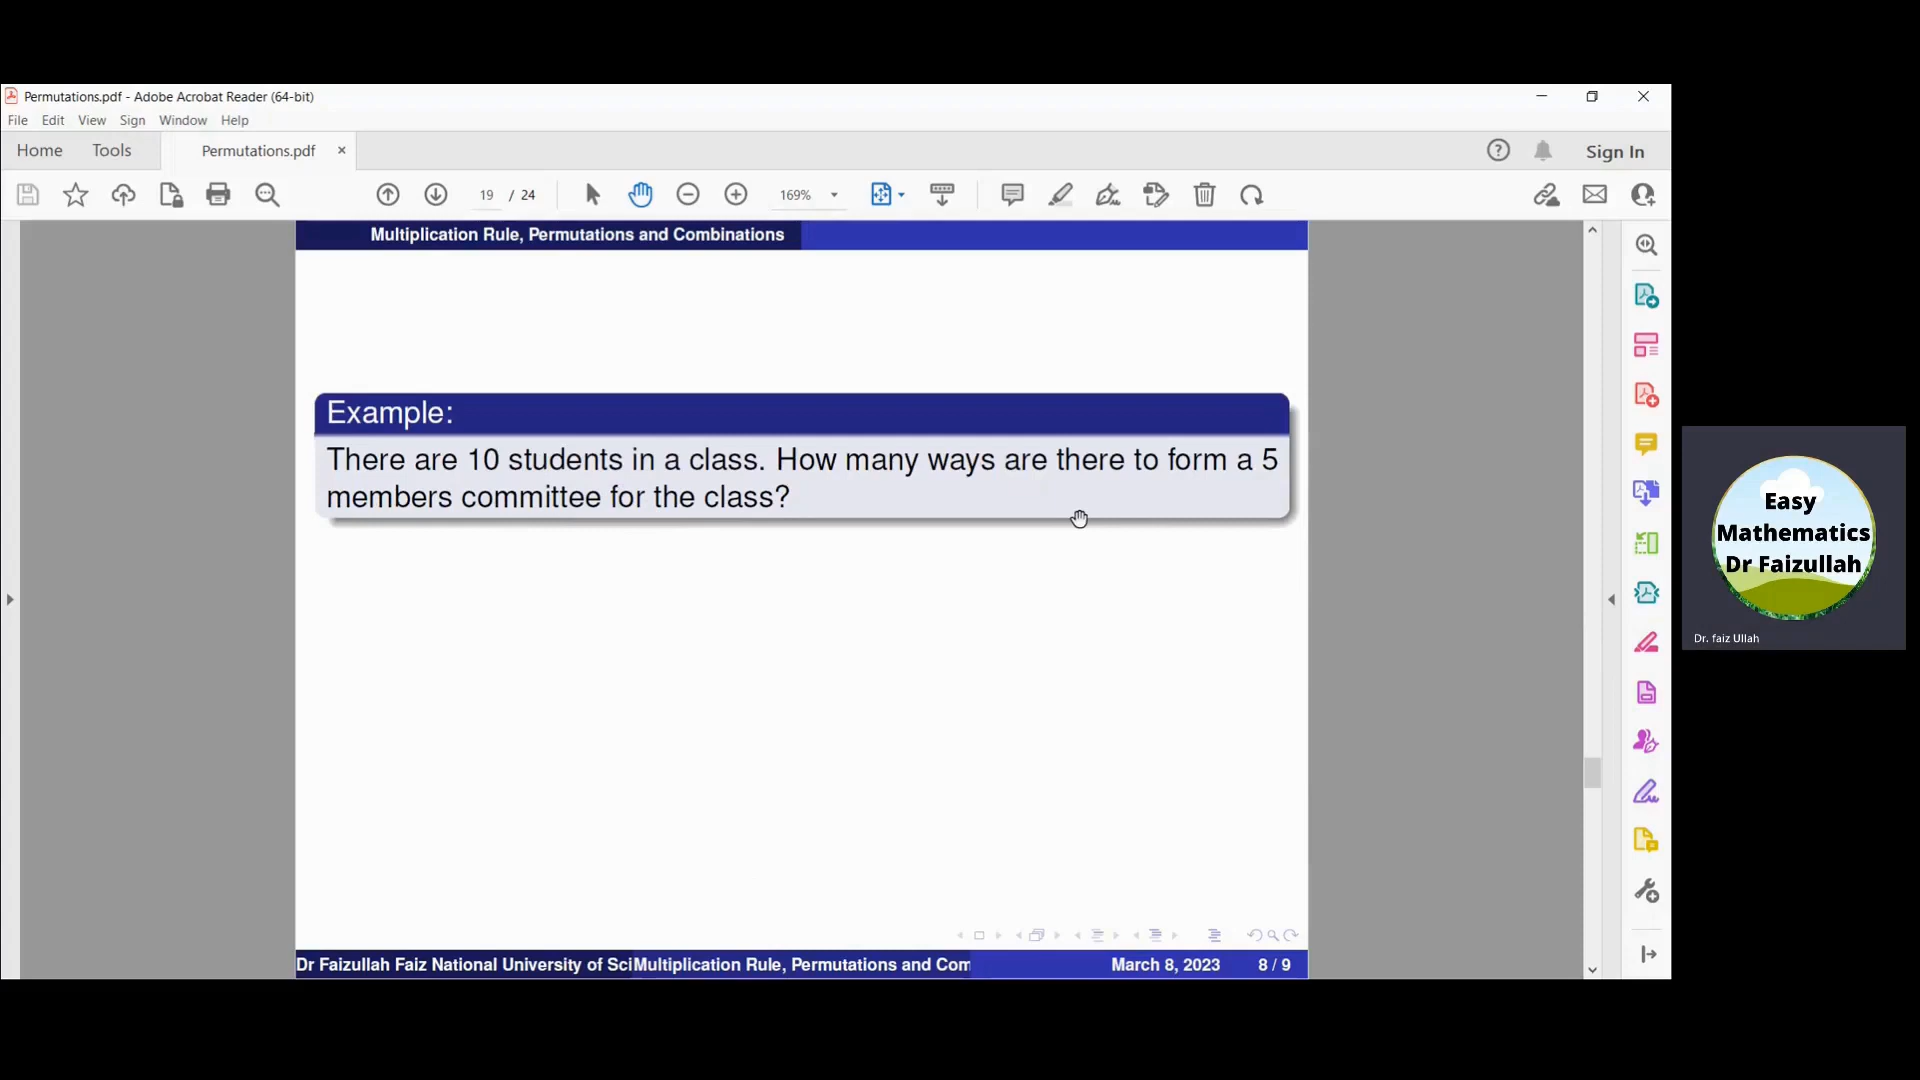 Permutations.pdf - Adobe Acrobat Reader (64-bit)
File Edit View Sign Window Help
Home Tools Permutations.pdf × Sign In
19 / 24 169%
Multiplication Rule, Permutations and Combinations
Example:
There are 10 students in a class. How many ways are there to form a 5
members committee for the class?
Easy
Mathematics
Dr Faizullah
Dr. faiz Ullah
Dr Faizullah Faiz National University of Sci Multiplication Rule, Permutations and Com March 8, 2023 8 / 9